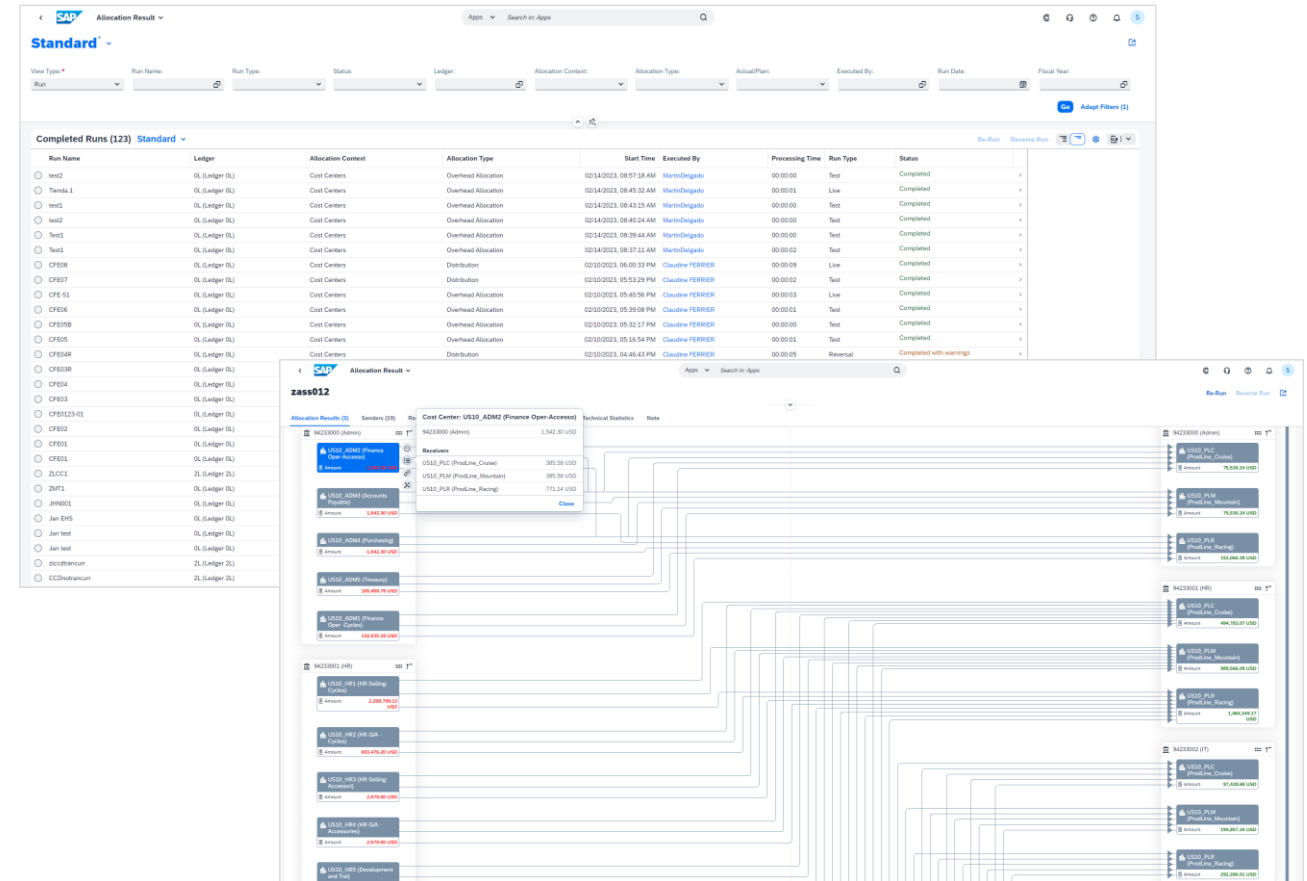 SAP Allocation Result
Apps Search in: Apps
S
Standard*
View Type:* Run Name: Run Type: Status: Ledger: Allocation Context: Allocation Type: Actual/Plan: Executed By: Run Date: Fiscal Year:
Run
Go Adapt Filters (1)
Completed Runs (123) Standard Re-Run Reverse Run
Run Name Ledger Allocation Context Allocation Type Start Time Executed By Processing Time Run Type Status
test2 0L (Ledger 0L) Cost Centers Overhead Allocation 02/14/2023, 08:57:18 AM MartinDelgado 00:00:00 Test Completed
Tienda.1 0L (Ledger 0L) Cost Centers Overhead Allocation 02/14/2023, 08:45:32 AM MartinDelgado 00:00:01 Live Completed
test1 0L (Ledger 0L) Cost Centers Overhead Allocation 02/14/2023, 08:43:15 AM MartinDelgado 00:00:00 Test Completed
test2 0L (Ledger 0L) Cost Centers Overhead Allocation 02/14/2023, 08:40:24 AM MartinDelgado 00:00:00 Test Completed
Test1 0L (Ledger 0L) Cost Centers Overhead Allocation 02/14/2023, 08:39:44 AM MartinDelgado 00:00:00 Test Completed
Test1 0L (Ledger 0L) Cost Centers Overhead Allocation 02/14/2023, 08:37:11 AM MartinDelgado 00:00:02 Test Completed
CFE08 0L (Ledger 0L) Cost Centers Distribution 02/10/2023, 06:00:33 PM Claudine FERRIER 00:00:09 Live Completed
CFE07 0L (Ledger 0L) Cost Centers Distribution 02/10/2023, 05:53:29 PM Claudine FERRIER 00:00:02 Test Completed
CFE-S1 0L (Ledger 0L) Cost Centers Overhead Allocation 02/10/2023, 05:40:56 PM Claudine FERRIER 00:00:03 Live Completed
CFE06 0L (Ledger 0L) Cost Centers Overhead Allocation 02/10/2023, 05:39:08 PM Claudine FERRIER 00:00:01 Test Completed
CFE05B 0L (Ledger 0L) Cost Centers Overhead Allocation 02/10/2023, 05:32:17 PM Claudine FERRIER 00:00:00 Test Completed
CFE05 0L (Ledger 0L) Cost Centers Overhead Allocation 02/10/2023, 05:16:54 PM Claudine FERRIER 00:00:01 Test Completed
CFE04R 0L (Ledger 0L) Cost Centers Distribution 02/10/2023, 04:46:43 PM Claudine FERRIER 00:00:05 Reversal Completed with warnings
CFE03R 0L (Ledger 0L)
CFE04 0L (Ledger 0L)
CFE03 0L (Ledger 0L)
CFE0123-01 0L (Ledger 0L)
CFE02 0L (Ledger 0L)
CFE01 0L (Ledger 0L)
CFE01 0L (Ledger 0L)
ZLCC1 2L (Ledger 2L)
ZMT1 0L (Ledger 0L)
JHN001 0L (Ledger 0L)
Jan EHS 0L (Ledger 0L)
Jan test 0L (Ledger 0L)
Jan test 0L (Ledger 0L)
zlccdtrancurr 2L (Ledger 2L)
CCDnotrancurr 2L (Ledger 2L)
SAP Allocation Result
Apps Search in: Apps
S
zass012
Re-Run Reverse Run
Allocation Results (3) Senders (19) Re Technical Statistics Note
Cost Center: US10_ADM2 (Finance Oper-Accesso)
94233000 (Admin) 1,542.30 USD
Receivers
US10_PLC (ProdLine_Cruise) 385.58 USD
US10_PLM (ProdLine_Mountain) 385.58 USD
US10_PLR (ProdLine_Racing) 771.14 USD
Close
94233000 (Admin)
US10_ADM2 (Finance
Oper-Accesso)
Amount
US10_ADM3 (Accounts
Payable)
Amount 1,542.30 USD
US10_ADM4 (Purchasing)
Amount 1,542.30 USD
US10_ADM5 (Treasury)
Amount
US10_ADM1 (Finance
Oper -Cycles)
Amount
94233001 (HR)
US10_HR1 (HR-Selling-
Cycles)
Amount 2,299,799.13
USD
US10_HR2 (HR-G/A -
Cycles)
Amount 453,476.20 USD
US10_HR3 (HR-Selling-
Accessori)
Amount 2,570.50 USD
US10_HR4 (HR-G/A -
Accessories)
Amount 2,570.50 USD
US10_HR5 (Development
and Trai)
94233000 (Admin)
US10_PLC
(ProdLine_Cruise)
Amount 75,530.24 USD
US10_PLM
(ProdLine_Mountain)
Amount 75,530.24 USD
US10_PLR
(ProdLine_Racing)
Amount
94233001 (HR)
US10_PLC
(ProdLine_Cruise)
Amount 494,783.07 USD
US10_PLM
(ProdLine_Mountain)
Amount 989,566.09 USD
US10_PLR
(ProdLine_Racing)
Amount
USD
94233002 (IT)
US10_PLC
(ProdLine_Cruise)
Amount 97,428.68 USD
US10_PLM
(ProdLine_Mountain)
Amount 194,857.34 USD
US10_PLR
(ProdLine_Racing)
Amount 292,286.01 USD